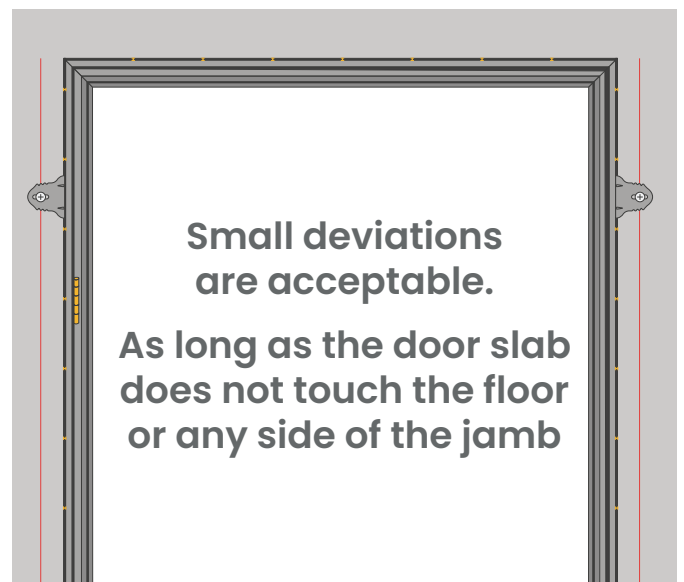 Small deviations
are acceptable.
As long as the door slab
does not touch the floor
or any side of the jamb